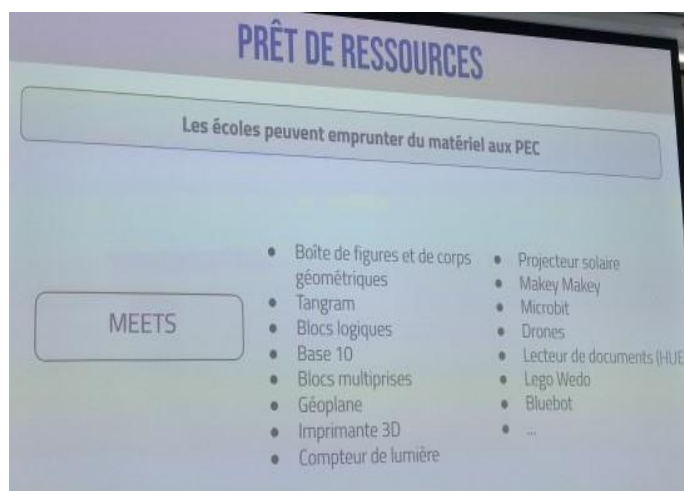 PRÊT DE RESSOURCES
Les écoles peuvent emprunter du matériel aux PEC
MEETS
• Boîte de figures et de corps
géométriques
• Tangram
• Blocs logiques
• Base 10
• Blocs multiprises
• Géoplane
• Imprimante 3D
• Compteur de lumière
• Projecteur solaire
• Makey Makey
• Microbit
• Drones
• Lecteur de documents (HUE
• Lego Wedo
• Bluebot
• ...